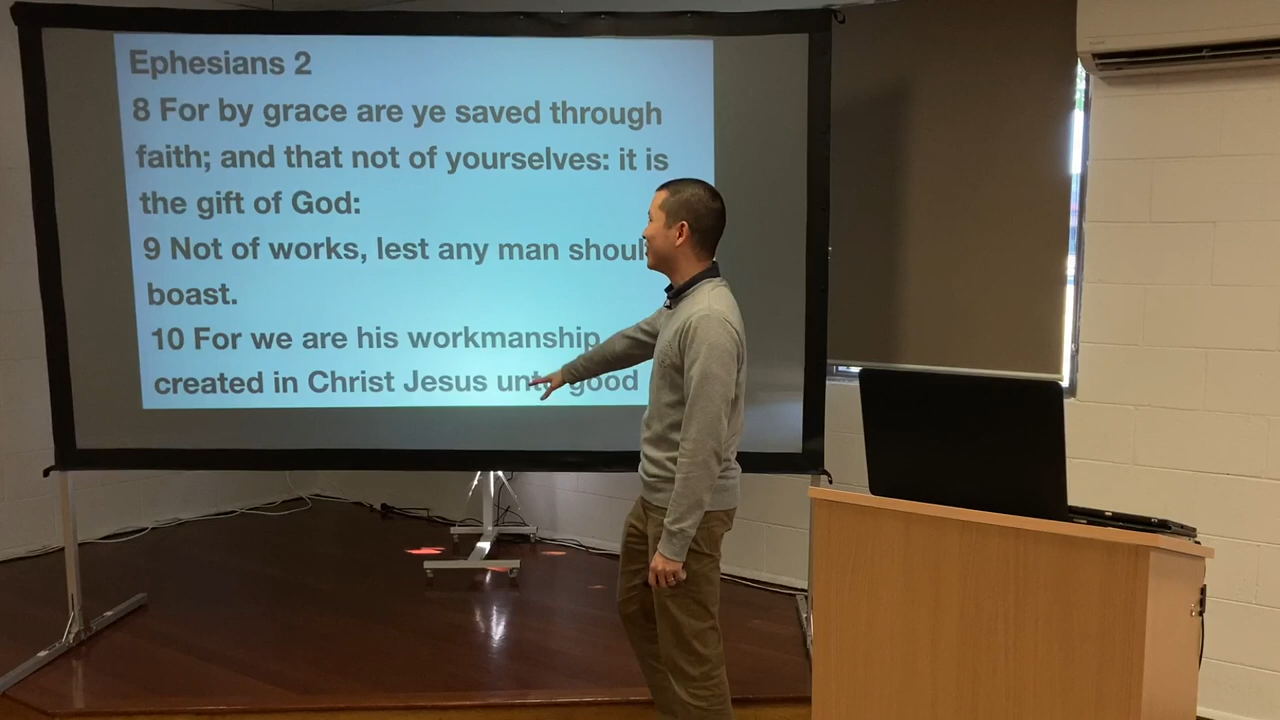 Ephesians 2
8 For by grace are ye saved through
faith; and that not of yourselves: it is
the gift of God:
9 Not of works, lest any man shoul
boast.
10 For we are his workmanship
created in Christ Jesus unto good